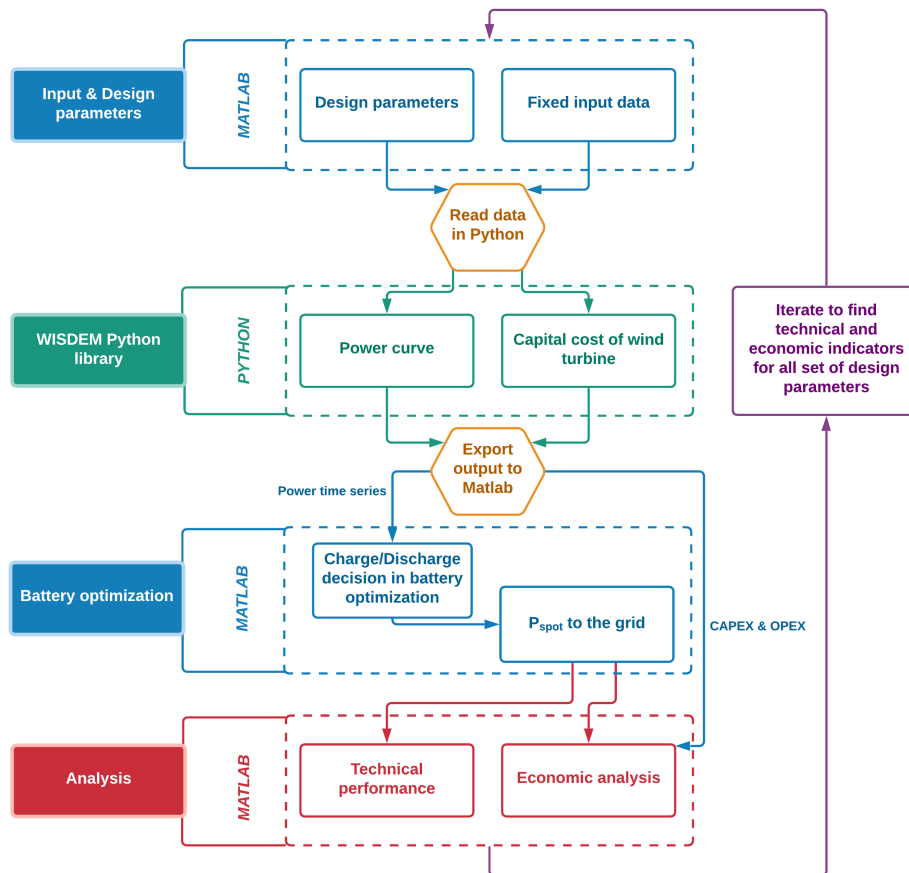 Input & Design
parameters
MATLAB
Design parameters
Fixed input data
Read data
in Python
WISDEM Python
library
PYTHON
Power curve
Capital cost of wind
turbine
Iterate to find
technical and
economic indicators
for all set of design
parameters
Export
output to
Matlab
Power time series
Battery optimization
MATLAB
Charge/Discharge
decision in battery
optimization
Pspot to the grid
CAPEX & OPEX
Analysis
MATLAB
Technical
performance
Economic analysis